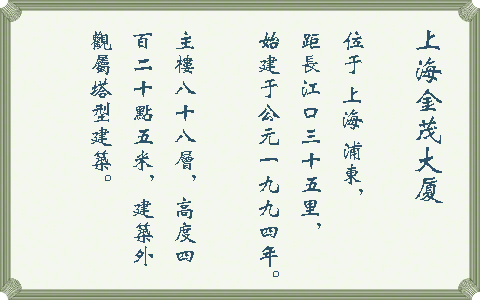 上海金茂大廈
位于上海浦東，
距長江口三十五里，
始建于公元一九九四年。
主樓八十八層，高度四
百二十點五米，建築外
觀屬塔型建築。